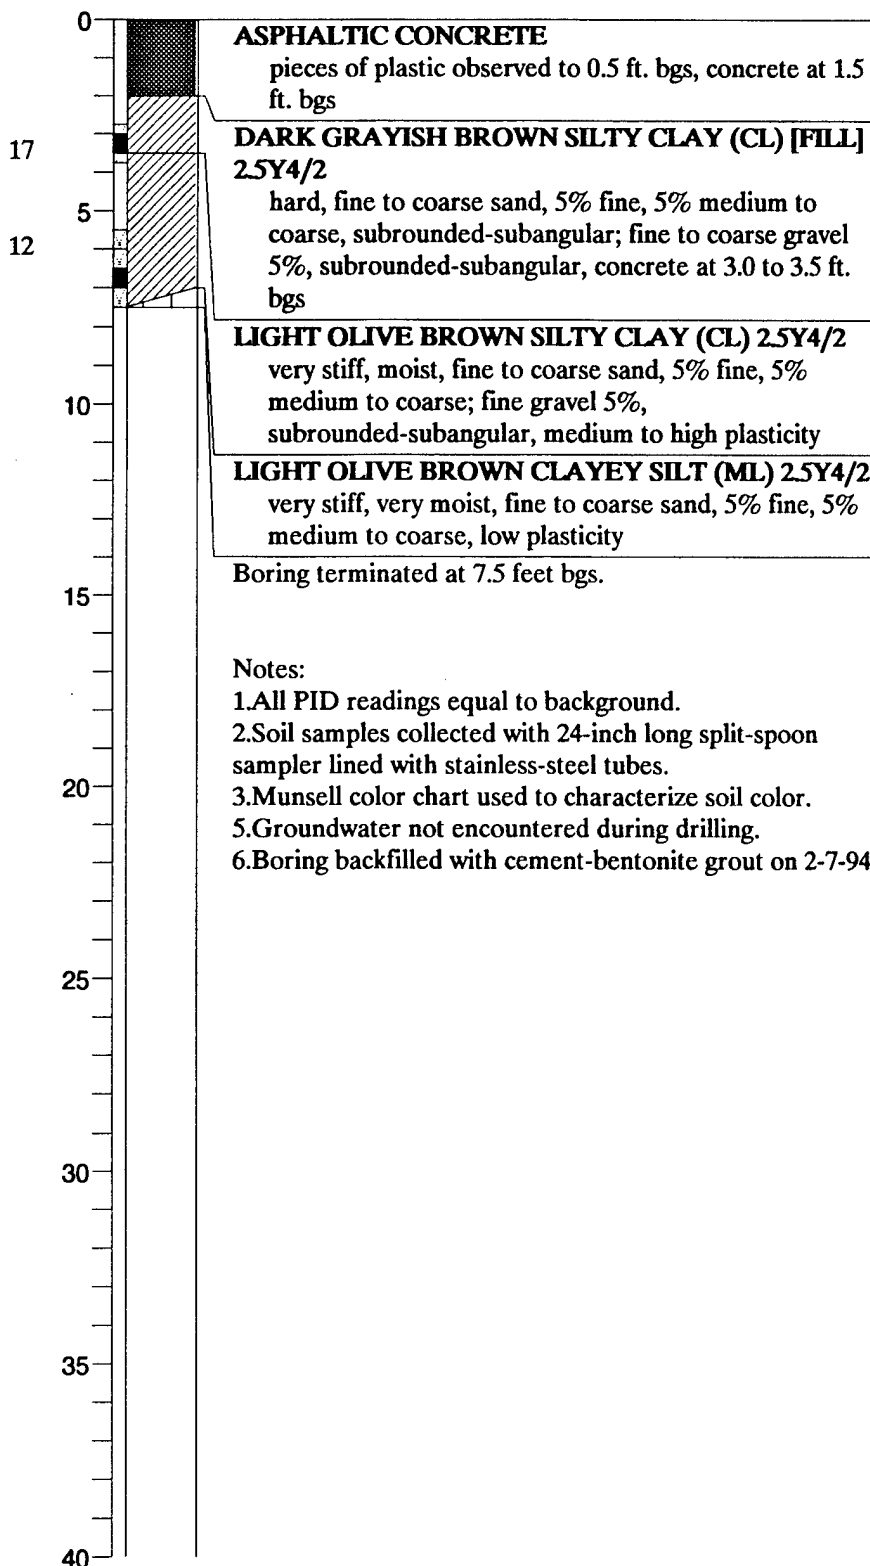 0
ASPHALTIC CONCRETE
pieces of plastic observed to 0.5 ft. bgs, concrete at 1.5
ft. bgs
17
DARK GRAYISH BROWN SILTY CLAY (CL) [FILL]
2.5Y4/2
hard, fine to coarse sand, 5% fine, 5% medium to
5
coarse, subrounded-subangular; fine to coarse gravel
12
5%, subrounded-subangular, concrete at 3.0 to 3.5 ft.
bgs
LIGHT OLIVE BROWN SILTY CLAY (CL) 2.5Y4/2
very stiff, moist, fine to coarse sand, 5% fine, 5%
10
medium to coarse; fine gravel 5%,
subrounded-subangular, medium to high plasticity
LIGHT OLIVE BROWN CLAYEY SILT (ML) 2.5Y4/2
very stiff, very moist, fine to coarse sand, 5% fine, 5%
medium to coarse, low plasticity
Boring terminated at 7.5 feet bgs.
15
Notes:
1.All PID readings equal to background.
2.Soil samples collected with 24-inch long split-spoon
sampler lined with stainless-steel tubes.
20
3.Munsell color chart used to characterize soil color.
5.Groundwater not encountered during drilling.
6.Boring backfilled with cement-bentonite grout on 2-7-94
25
30
35
40